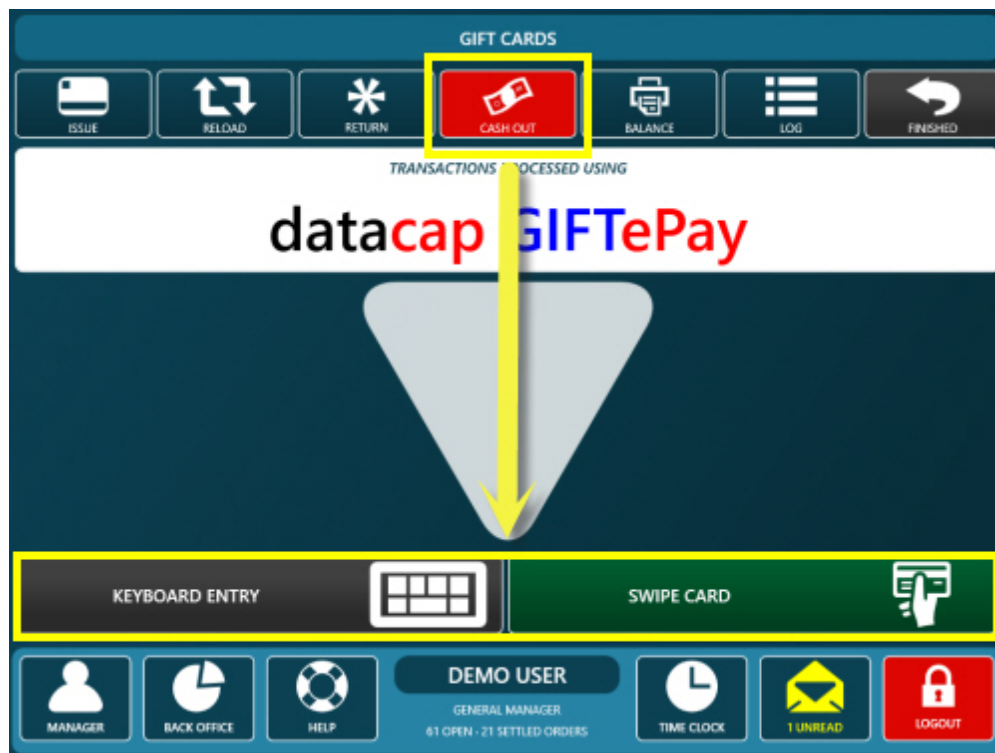 GIFT CARDS
ISSUE
RELOAD
RETURN
CASH OUT
BALANCE
LOG
FINISHED
TRANSACTIONS PROCESSED USING
datacap GIFTePay
KEYBOARD ENTRY
SWIPE CARD
MANAGER
BACK OFFICE
HELP
DEMO USER
GENERAL MANAGER
61 OPEN - 21 SETTLED ORDERS
TIME CLOCK
1 UNREAD
LOGOUT